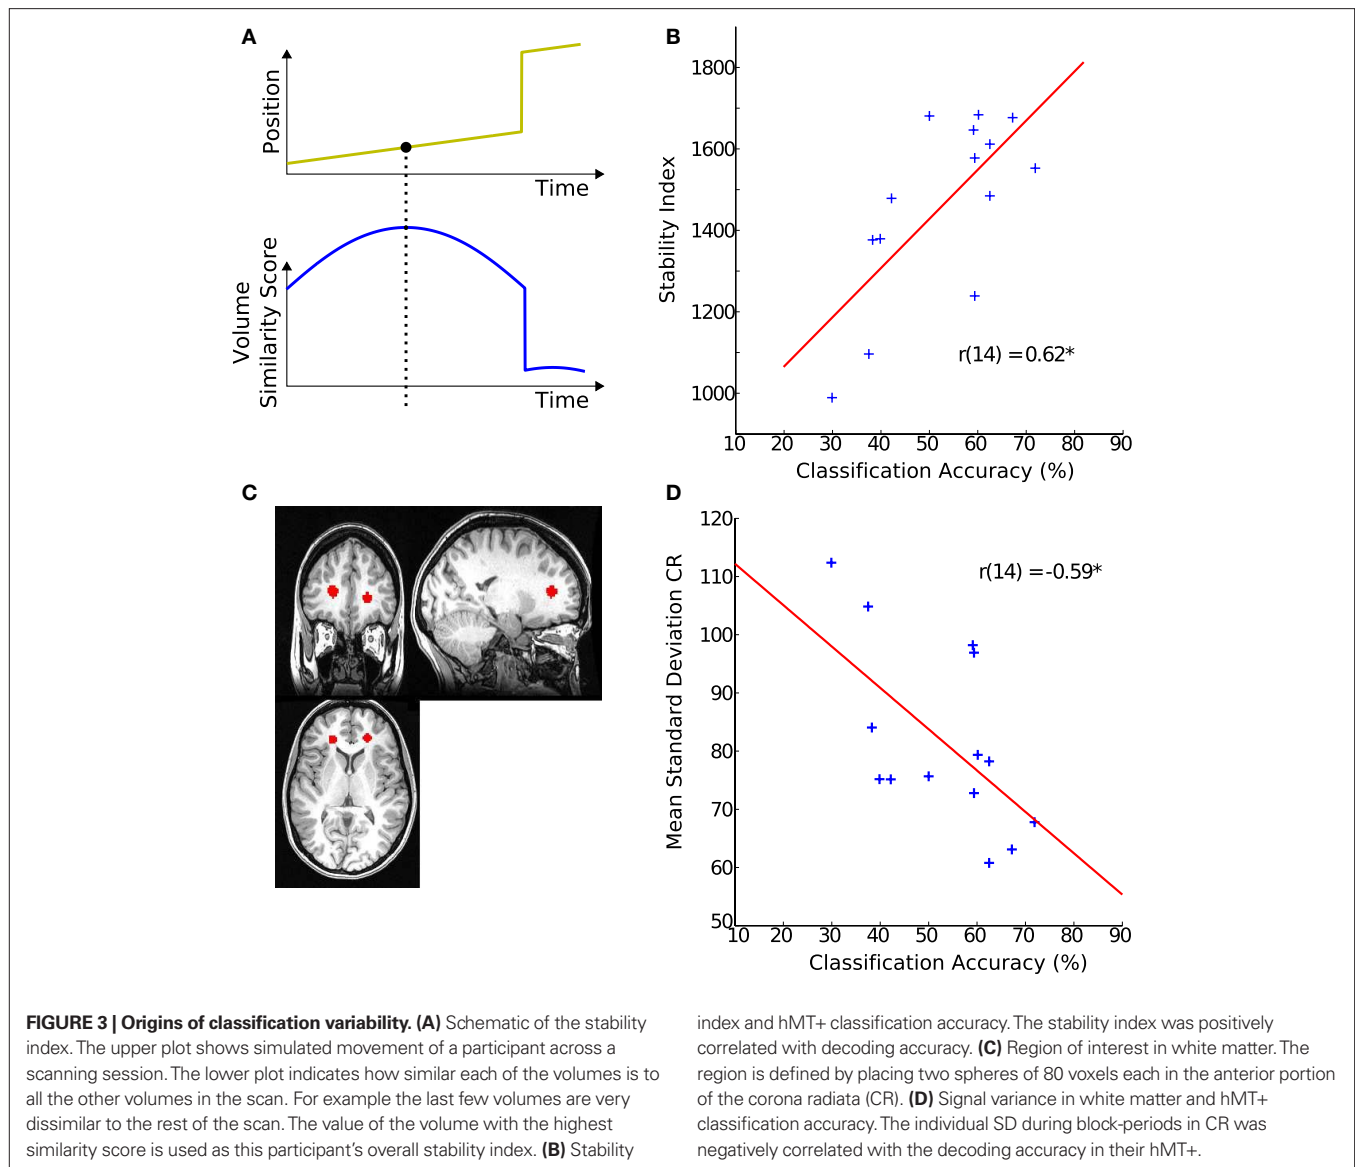 A
Position
Time
Volume
Similarity Score
Time
B
1800
1600
1400
1200
1000
Stability Index
r(14) = 0.62*
10 20 30 40 50 60 70 80 90
Classification Accuracy (%)
C
D
120
110
100
90
80
70
60
50
Mean Standard Deviation CR
r(14) = -0.59*
10 20 30 40 50 60 70 80 90
Classification Accuracy (%)
FIGURE 3 | Origins of classification variability. (A) Schematic of the stability
index. The upper plot shows simulated movement of a participant across a
scanning session. The lower plot indicates how similar each of the volumes is to
all the other volumes in the scan. For example the last few volumes are very
dissimilar to the rest of the scan. The value of the volume with the highest
similarity score is used as this participant's overall stability index. (B) Stability
index and hMT+ classification accuracy. The stability index was positively
correlated with decoding accuracy. (C) Region of interest in white matter. The
region is defined by placing two spheres of 80 voxels each in the anterior portion
of the corona radiata (CR). (D) Signal variance in white matter and hMT+
classification accuracy. The individual SD during block-periods in CR was
negatively correlated with the decoding accuracy in their hMT+.